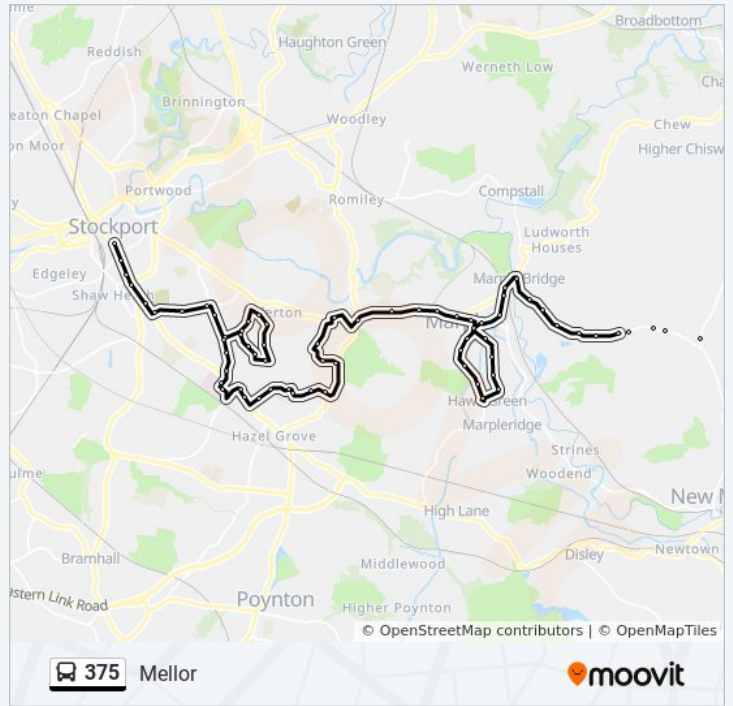 Broadbottom
Reddish
Haughton Green
Werneth Low
Brinnington
eaton Chapel
Woodley
Chew
on Moor
Higher Chisw
Portwood
Compstall
Romiley
Stockport
Ludworth
Houses
Edgeley
Shaw He
Bridge
erton
Hawk Green
Marpleridge
Hazel Grove
Strines
ulme
Woodend
New M
High Lane
Bramhall
Disley
Newtown
Middlewood
astern Link Road
Poynton
Higher Poynton
© OpenStreetMap contributors | © OpenMapTiles
375 Mellor
moovit